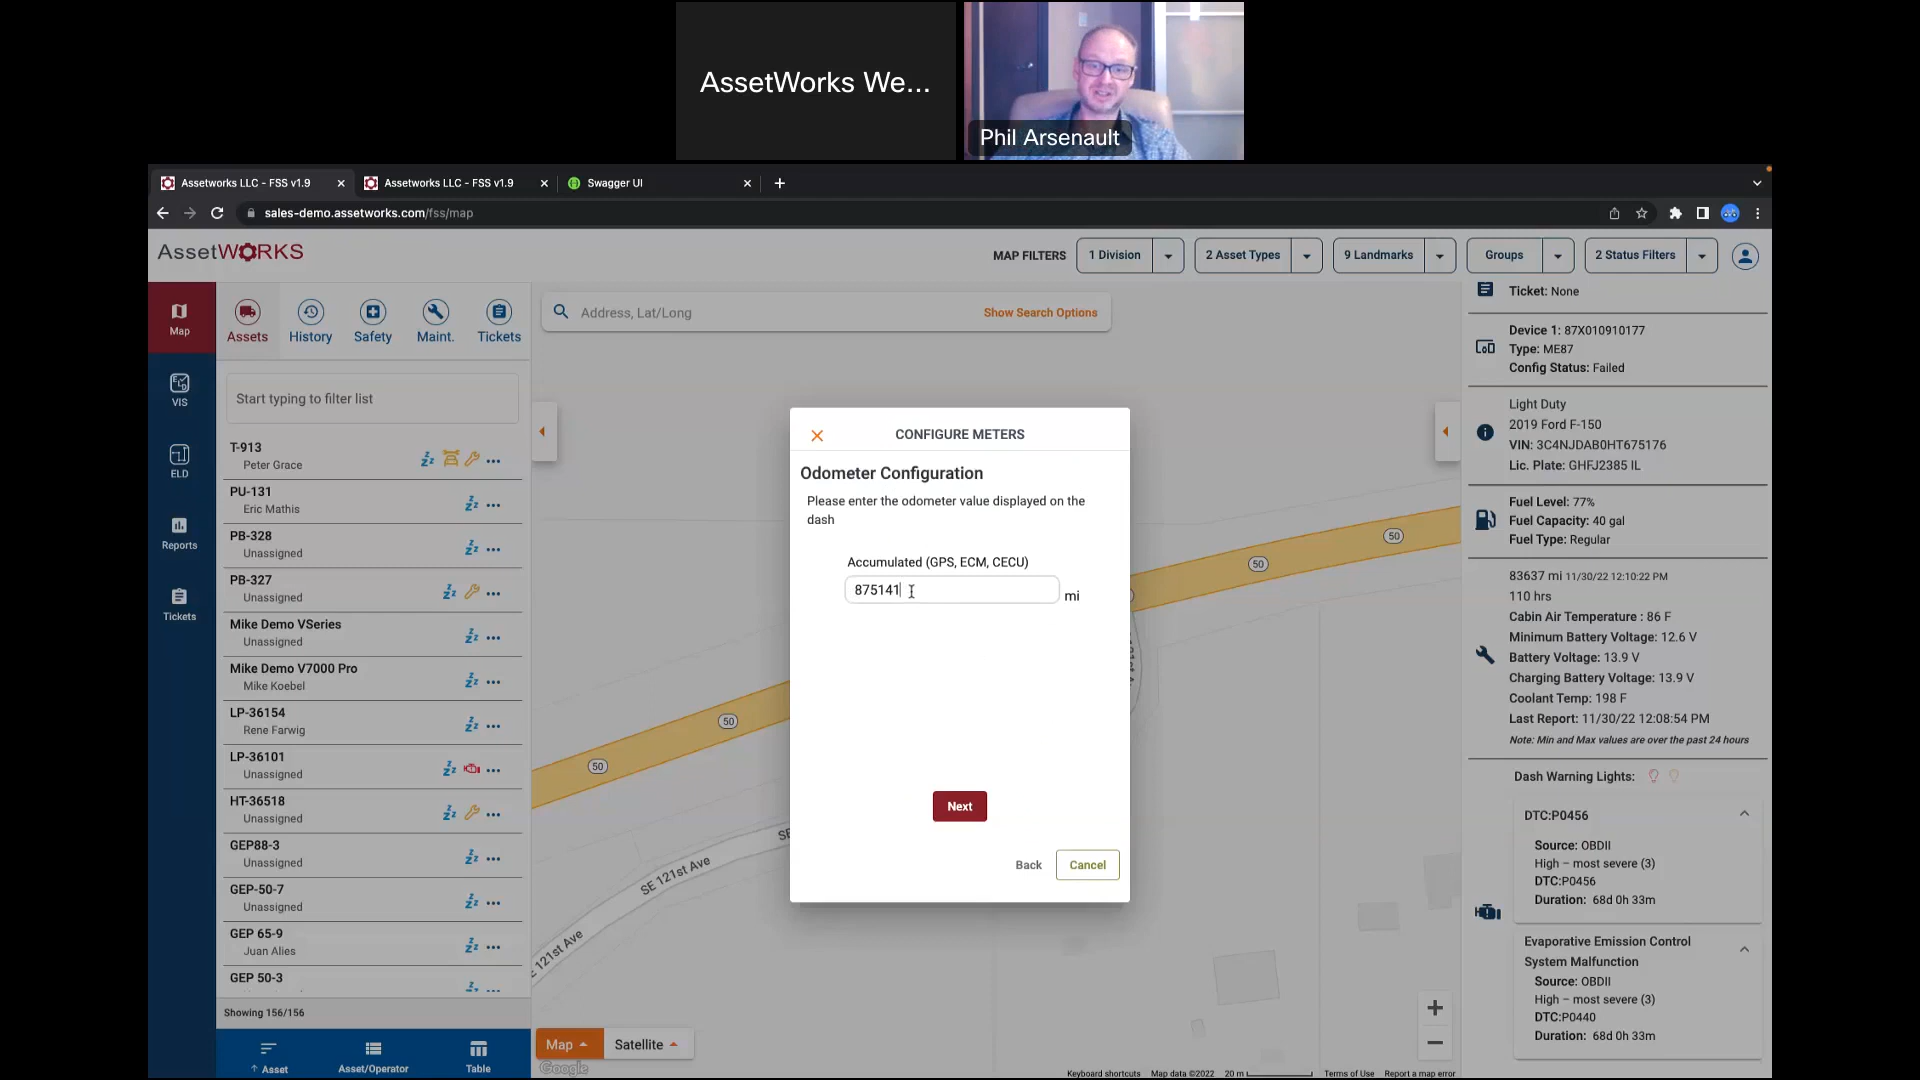 AssetWorks We...
Phil Arsenault
Assetworks LLC - FSS v1.9
Assetworks LLC - FSS v1.9
Swagger UI
sales-demo.assetworks.com/fss/map
AssetWORKS
MAP FILTERS
1 Division
2 Asset Types
9 Landmarks
Groups
2 Status Filters
Map
VIS
ELD
Reports
Tickets
Assets
History
Safety
Maint.
Tickets
Start typing to filter list
T-913
Peter Grace
PU-131
Eric Mathis
PB-328
Unassigned
PB-327
Unassigned
Mike Demo VSeries
Unassigned
Mike Demo V7000 Pro
Mike Koebel
LP-36154
Rene Farwig
LP-36101
Unassigned
HT-36518
Unassigned
GEP88-3
Unassigned
GEP-50-7
Unassigned
GEP 65-9
Juan Alies
GEP 50-3
Showing 156/156
Asset
Asset/Operator
Table
Address, Lat/Long
Show Search Options
CONFIGURE METERS
Odometer Configuration
Please enter the odometer value displayed on the
dash
Accumulated (GPS, ECM, CECU)
875141
mi
Next
Back
Cancel
50
50
50
50
SE 121st Ave
E 121st Ave
SE
Map
Satellite
Google
Keyboard shortcuts
Map data ©2022
20 m
Terms of Use
Report a map error
Ticket: None
Device 1: 87X010910177
Type: ME87
Config Status: Failed
Light Duty
2019 Ford F-150
VIN: 3C4NJDAB0HT675176
Lic. Plate: GHFJ2385 IL
Fuel Level: 77%
Fuel Capacity: 40 gal
Fuel Type: Regular
83637 mi 11/30/22 12:10:22 PM
110 hrs
Cabin Air Temperature : 86 F
Minimum Battery Voltage: 12.6 V
Battery Voltage: 13.9 V
Charging Battery Voltage: 13.9 V
Coolant Temp: 198 F
Last Report: 11/30/22 12:08:54 PM
Note: Min and Max values are over the past 24 hours
Dash Warning Lights:
DTC:P0456
Source: OBDII
High – most severe (3)
DTC:P0456
Duration: 68d 0h 33m
Evaporative Emission Control
System Malfunction
Source: OBDII
High – most severe (3)
DTC:P0440
Duration: 68d 0h 33m